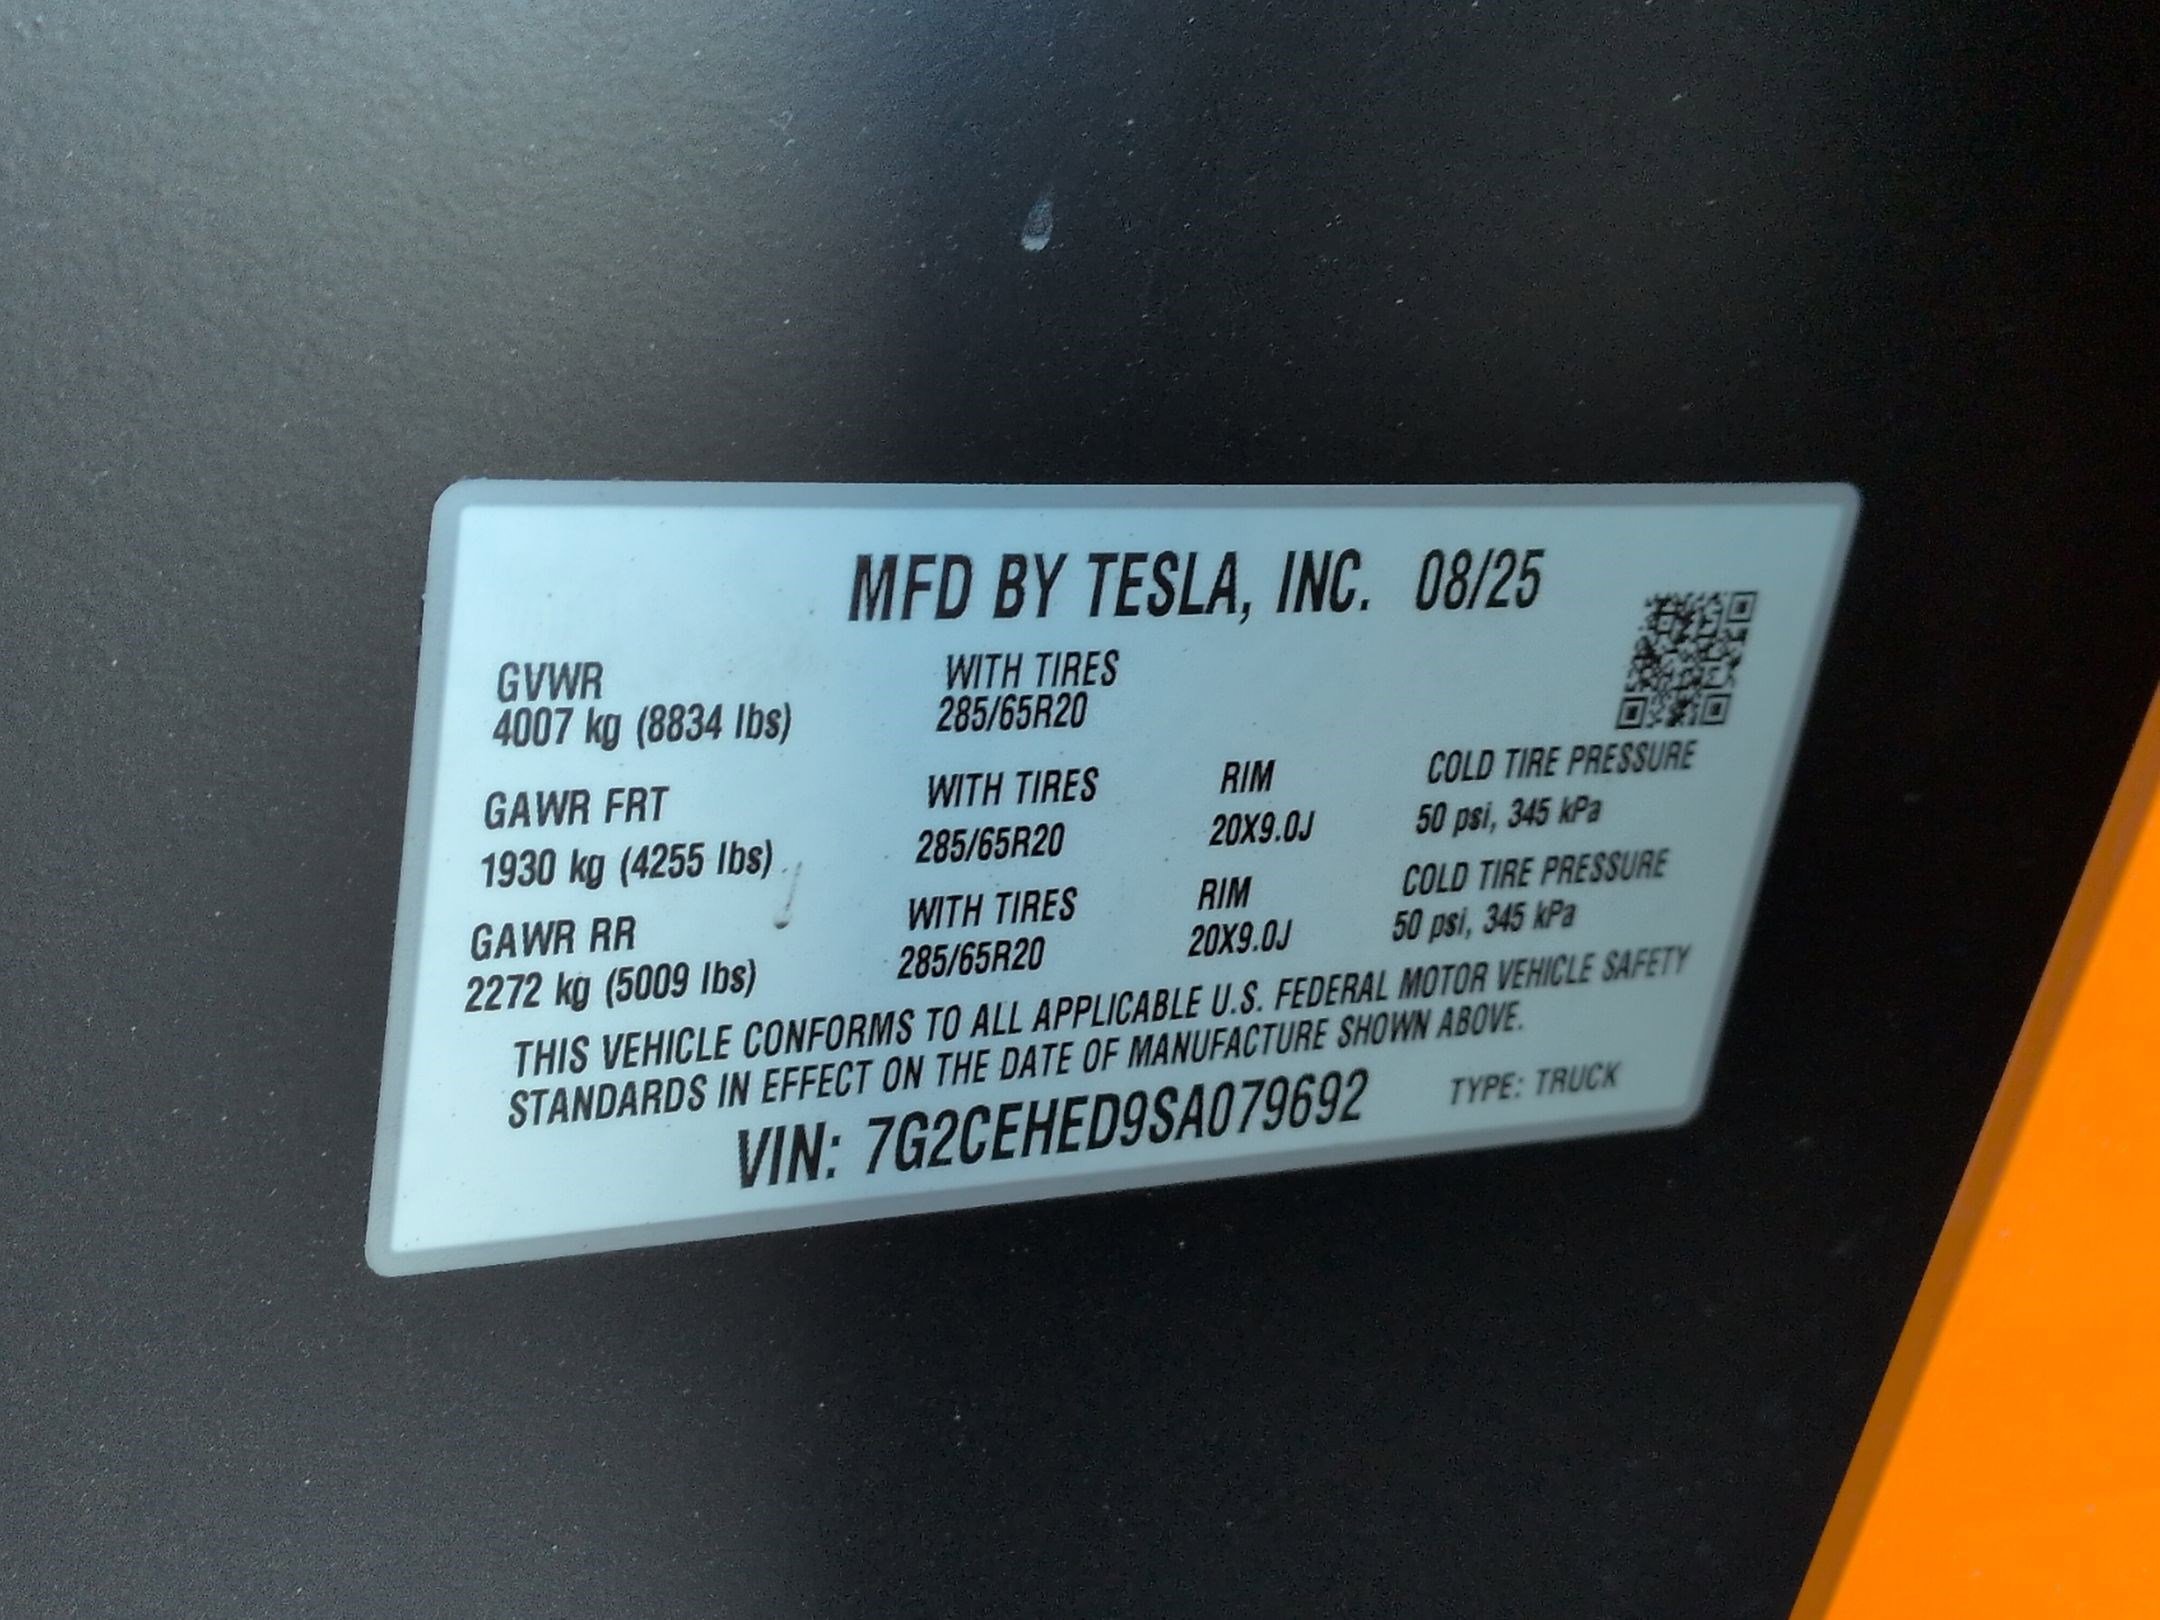 MFD BY TESLA, INC. 08/25
GVWR WITH TIRES
4007 kg (8834 lbs) 285/65R20
GAWR FRT WITH TIRES RIM COLD TIRE PRESSURE
1930 kg (4255 lbs) 285/65R20 20X9.0J 50 psi, 345 kPa
GAWR RR WITH TIRES RIM COLD TIRE PRESSURE
2272 kg (5009 lbs) 285/65R20 20X9.0J 50 psi, 345 kPa
THIS VEHICLE CONFORMS TO ALL APPLICABLE U.S. FEDERAL MOTOR VEHICLE SAFETY
STANDARDS IN EFFECT ON THE DATE OF MANUFACTURE SHOWN ABOVE.
VIN: 7G2CEHED9SA079692 TYPE: TRUCK